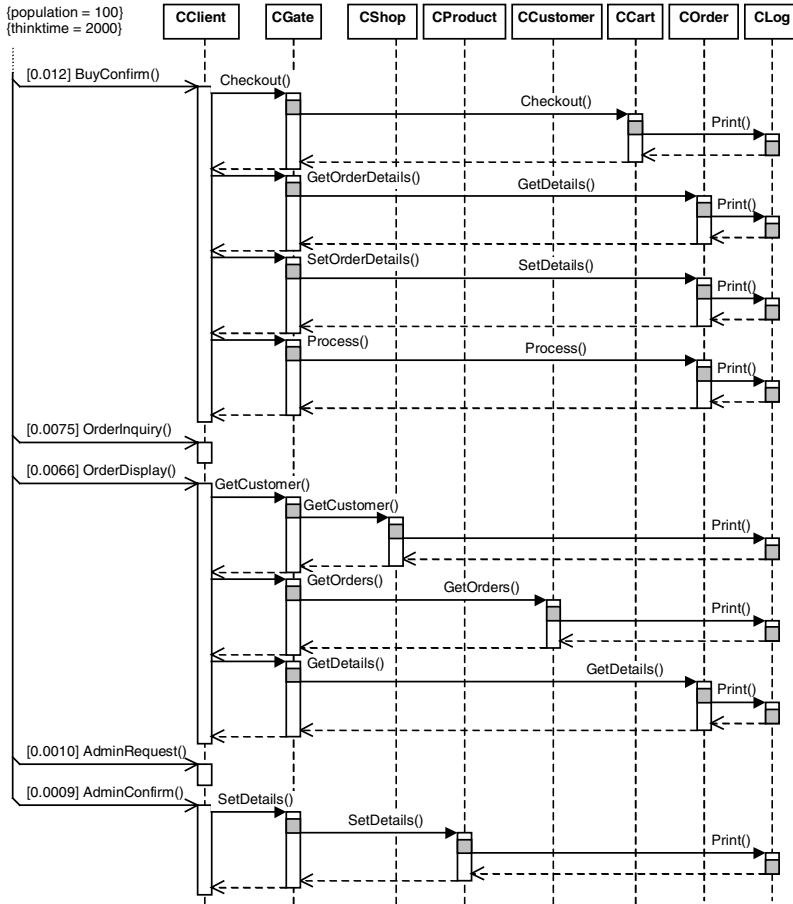 {population = 100}
{thinktime = 2000}
CClient CGate CShop CProduct CCustomer CCart COrder CLog
[0.012] BuyConfirm()
Checkout()
Checkout()
Print()
GetOrderDetails()
GetDetails()
Print()
SetOrderDetails()
SetDetails()
Print()
Process()
Process()
Print()
[0.0075] OrderInquiry()
[0.0066] OrderDisplay()
GetCustomer()
GetCustomer()
Print()
GetOrders()
GetOrders()
Print()
GetDetails()
GetDetails()
Print()
[0.0010] AdminRequest()
[0.0009] AdminConfirm()
SetDetails()
SetDetails()
Print()